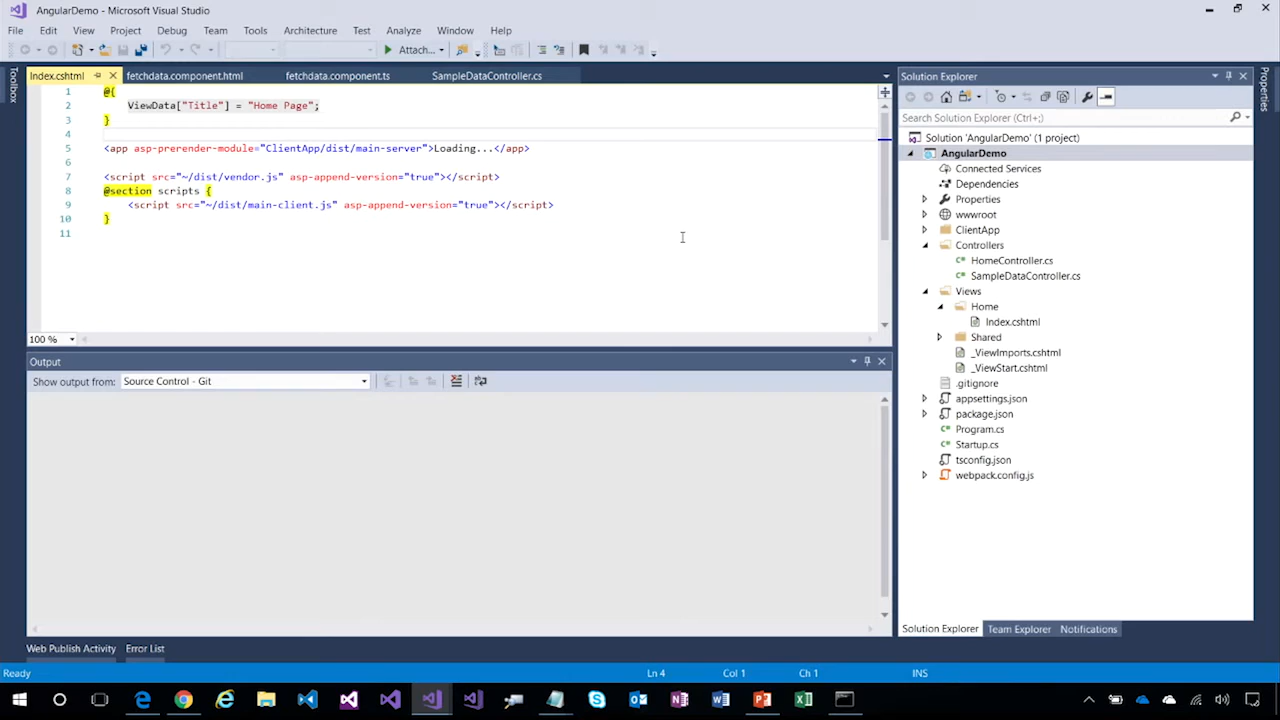 AngularDemo - Microsoft Visual Studio
File Edit View Project Debug Team Tools Architecture Test Analyze Window Help
Attach...
Toolbox
Index.cshtml fetchdata.component.html fetchdata.component.ts SampleDataController.cs
1 @{
2 ViewData["Title"] = "Home Page";
3 }
4
5 <app asp-prerender-module="ClientApp/dist/main-server">Loading...</app>
6
7 <script src="~/dist/vendor.js" asp-append-version="true"></script>
8 @section scripts {
9 <script src="~/dist/main-client.js" asp-append-version="true"></script>
10 }
11
100 %
Output
Show output from: Source Control - Git
Web Publish Activity Error List
Solution Explorer
Search Solution Explorer (Ctrl+;)
Solution 'AngularDemo' (1 project)
AngularDemo
Connected Services
Dependencies
Properties
wwwroot
ClientApp
Controllers
C# HomeController.cs
C# SampleDataController.cs
Views
Home
Index.cshtml
Shared
_ViewImports.cshtml
_ViewStart.cshtml
.gitignore
appsettings.json
package.json
C# Program.cs
C# Startup.cs
tsconfig.json
webpack.config.js
Solution Explorer Team Explorer Notifications
Properties
Ready Ln 4 Col 1 Ch 1 INS